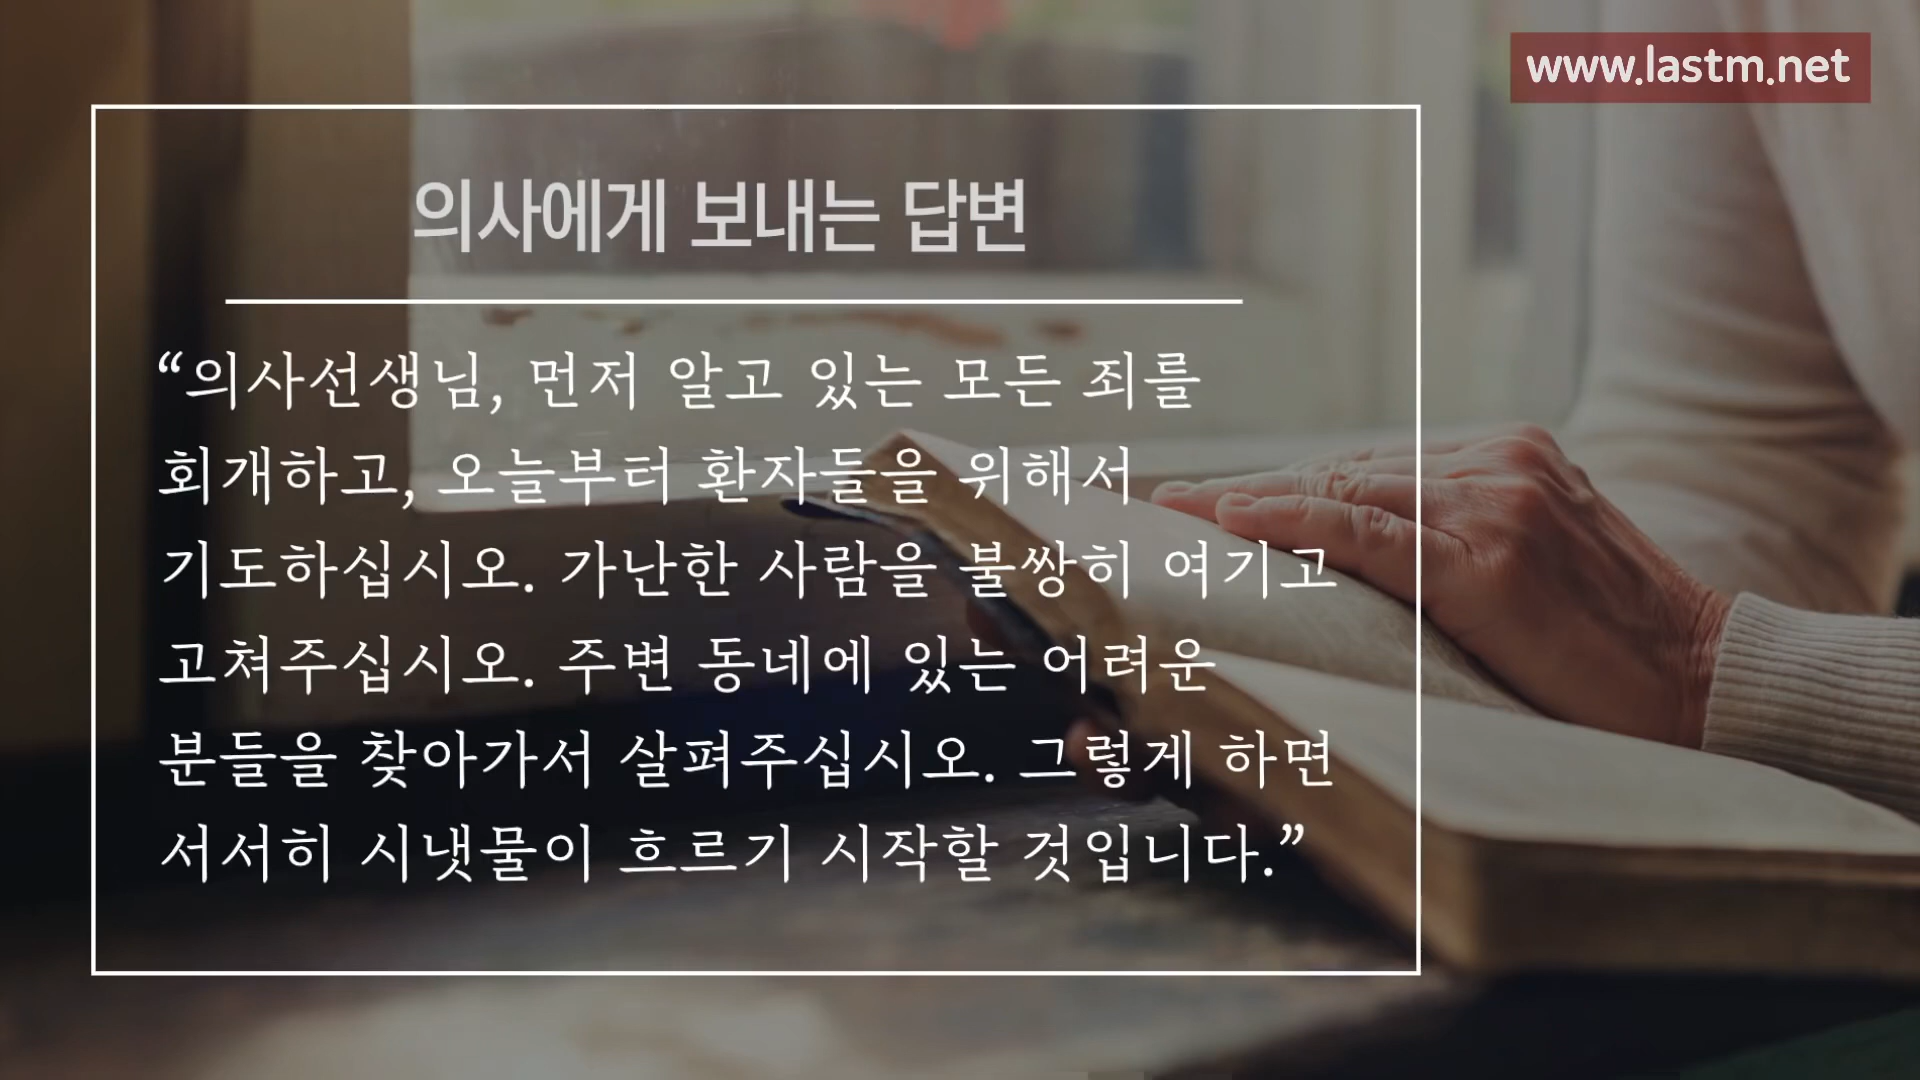 www.lastm.net
의사에게 보내는 답변
“의사선생님, 먼저 알고 있는 모든 죄를
회개하고, 오늘부터 환자들을 위해서
기도하십시오. 가난한 사람을 불쌍히 여기고
고쳐주십시오. 주변 동네에 있는 어려운
분들을 찾아가서 살펴주십시오. 그렇게 하면
서서히 시냇물이 흐르기 시작할 것입니다.”